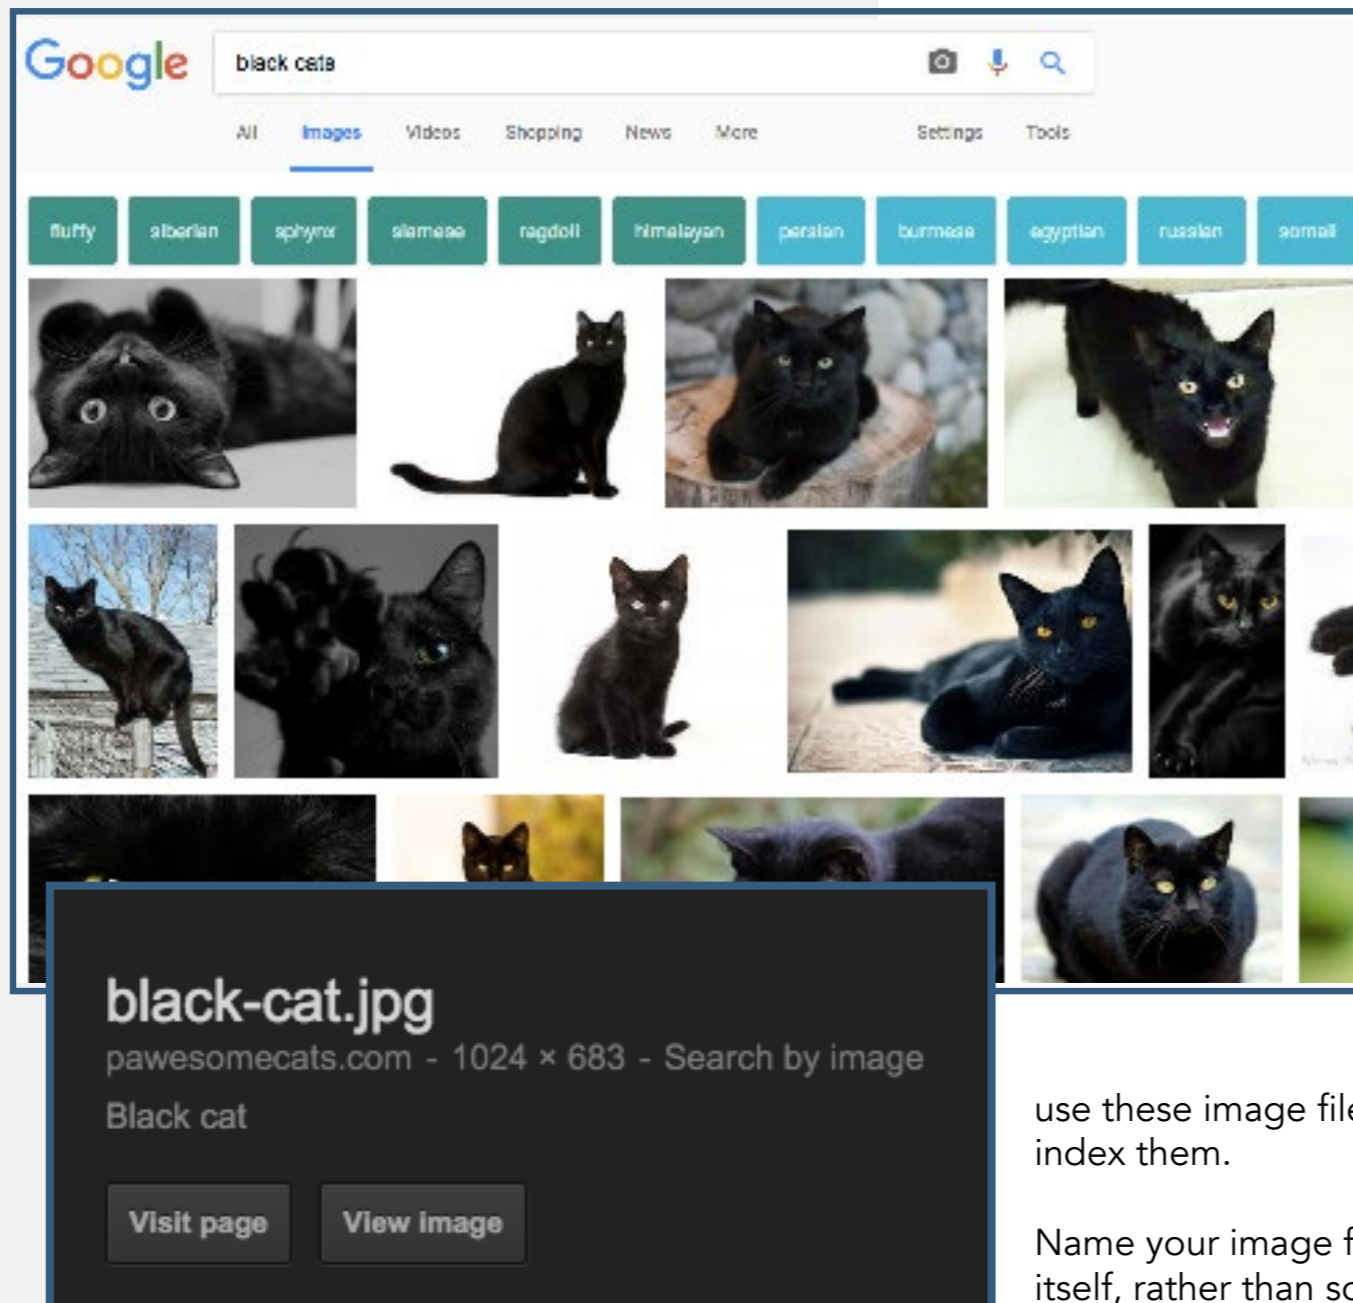 Google
black cats
All Images Videos Shopping News More Settings Tools
fluffy siberian sphynx siamese ragdoll himalayan persian burmese egyptian russian somali
black-cat.jpg
pawesomecats.com - 1024 × 683 - Search by image
Black cat
Visit page View image
use these image file
index them.
Name your image f
itself, rather than so